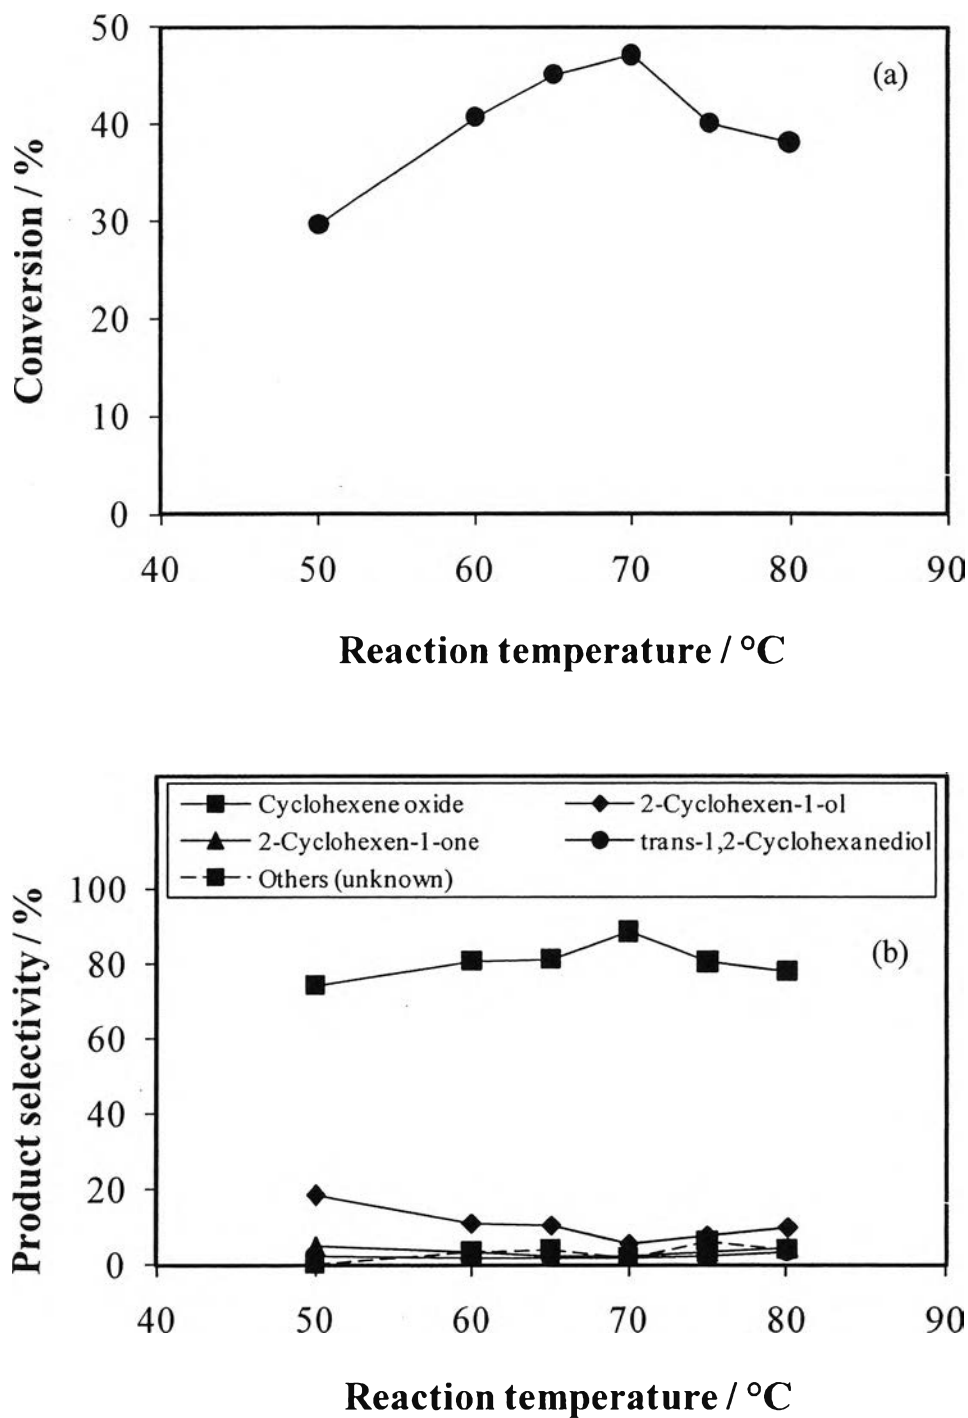 50
(a)
40
30
20
10
0
Conversion / %
40 50 60 70 80 90
Reaction temperature / °C
Cyclohexene oxide 2-Cyclohexen-1-ol
2-Cyclohexen-1-one trans-1,2-Cyclohexanediol
Others (unknown)
100
(b)
80
60
40
20
0
Product selectivity / %
40 50 60 70 80 90
Reaction temperature / °C